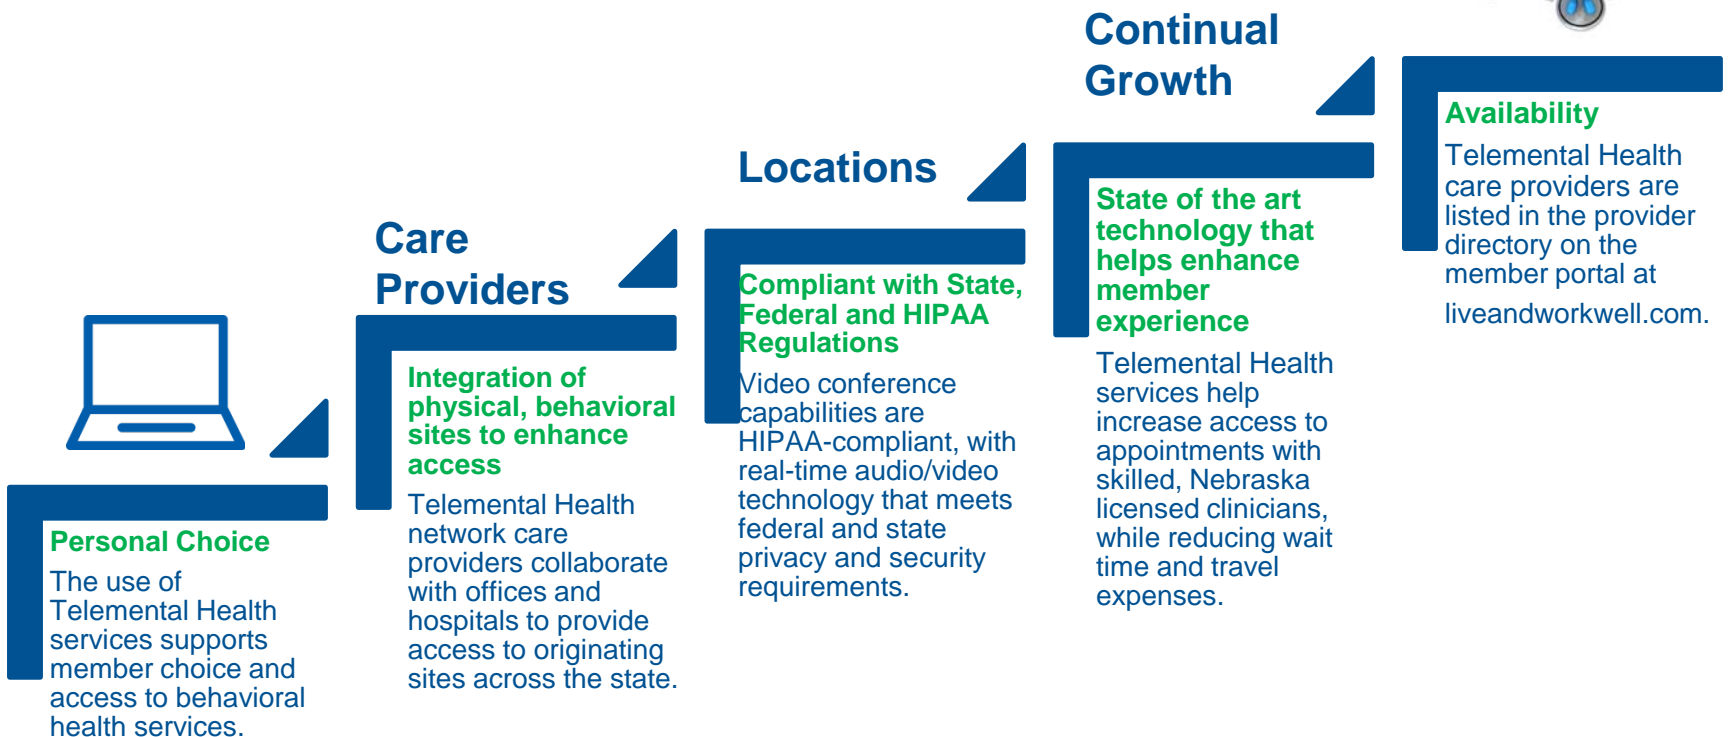 Personal Choice
The use of
Telemental Health
services supports
member choice and
access to behavioral
health services.
Care
Providers
Integration of
physical, behavioral
sites to enhance
access
Telemental Health
network care
providers collaborate
with offices and
hospitals to provide
access to originating
sites across the state.
Locations
Compliant with State,
Federal and HIPAA
Regulations
Video conference
capabilities are
HIPAA-compliant, with
real-time audio/video
technology that meets
federal and state
privacy and security
requirements.
Continual
Growth
State of the art
technology that
helps enhance
member
experience
Telemental Health
services help
increase access to
appointments with
skilled, Nebraska
licensed clinicians,
while reducing wait
time and travel
expenses.
Availability
Telemental Health
care providers are
listed in the provider
directory on the
member portal at
liveandworkwell.com.